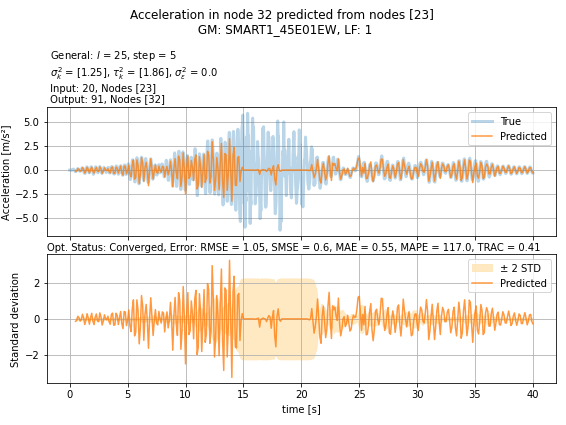 Acceleration in node 32 predicted from nodes [23]
GM: SMART1_45E01EW, LF: 1
General: l = 25, step = 5
σ²ₖ = [1.25], τ²ₖ = [1.86], σ²ε = 0.0
Input: 20, Nodes [23]
Output: 91, Nodes [32]
Acceleration [m/s²]
5.0
2.5
0.0
−2.5
−5.0
True
Predicted
Opt. Status: Converged, Error: RMSE = 1.05, SMSE = 0.6, MAE = 0.55, MAPE = 117.0, TRAC = 0.41
Standard deviation
2
0
−2
± 2 STD
Predicted
0 5 10 15 20 25 30 35 40
time [s]